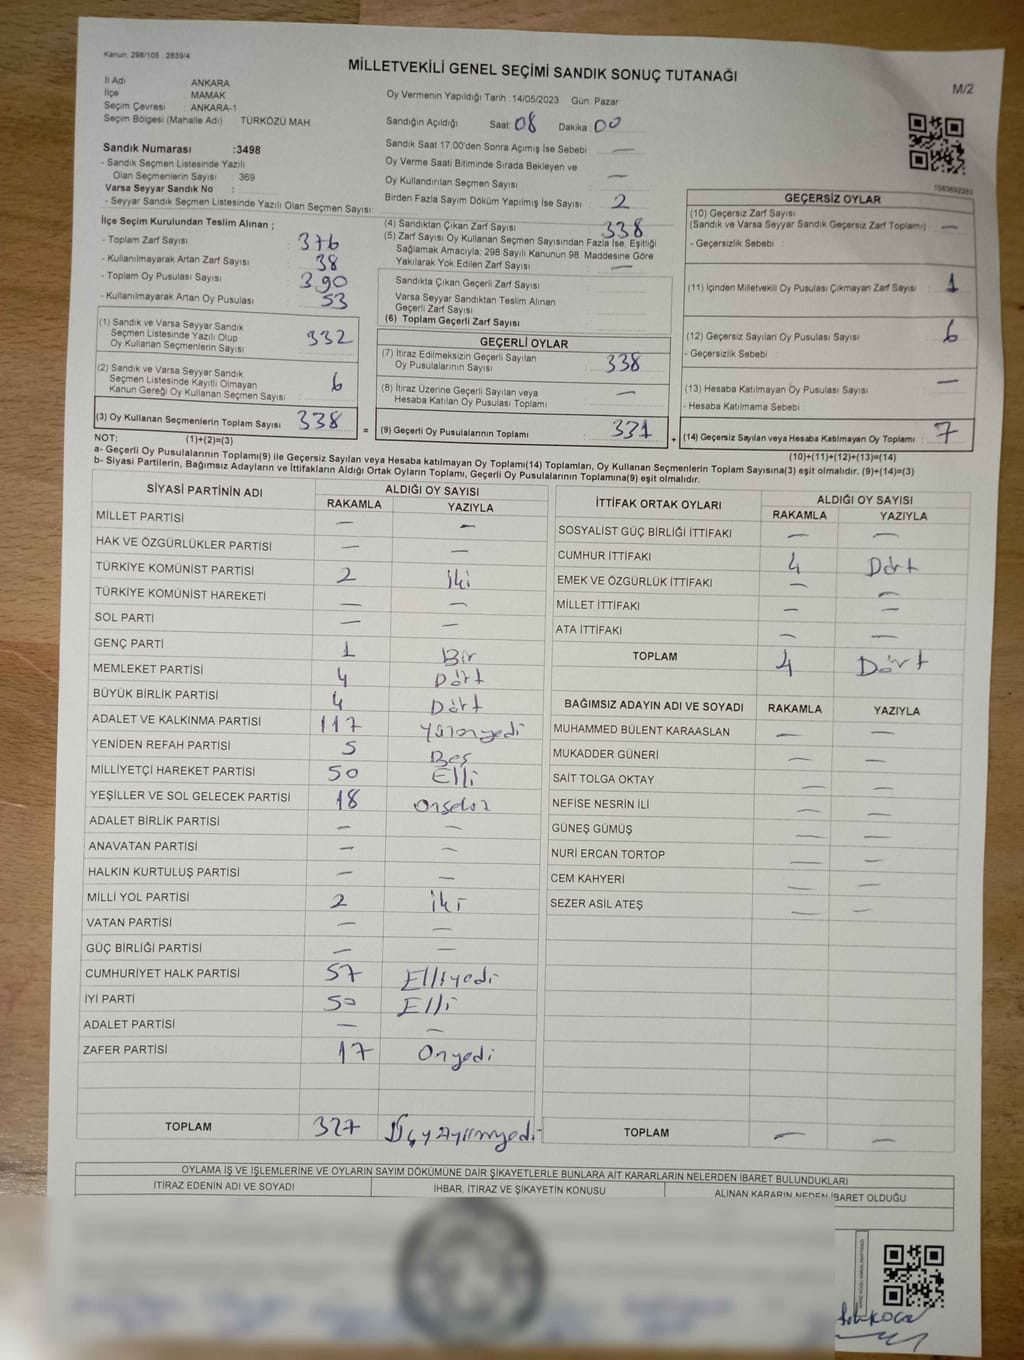 Kanun: 298/105 , 2839/4
MİLLETVEKİLİ GENEL SEÇİMİ SANDIK SONUÇ TUTANAĞI
M/2
İl Adı : ANKARA
İlçe : MAMAK
Seçim Çevresi : ANKARA-1
Seçim Bölgesi (Mahalle Adı) : TÜRKÖZÜ MAH
Oy Vermenin Yapıldığı Tarih :14/05/2023 Gün: Pazar
Sandığın Açıldığı Saat: 08 Dakika: 00
Sandık Saat 17:00'den Sonra Açımış İse Sebebi : —
Oy Verme Saati Bitiminde Sırada Bekleyen ve
Oy Kullandırılan Seçmen Sayısı : —
Birden Fazla Sayım Döküm Yapılmış İse Sayısı : 2
Sandık Numarası :3498
- Sandık Seçmen Listesinde Yazılı
Olan Seçmenlerin Sayısı : 369
Varsa Seyyar Sandık No :
- Seyyar Sandık Seçmen Listesinde Yazılı Olan Seçmen Sayısı:
İlçe Seçim Kurulundan Teslim Alınan ;
- Toplam Zarf Sayısı : 376
- Kullanılmayarak Artan Zarf Sayısı : 38
- Toplam Oy Pusulası Sayısı : 390
- Kullanılmayarak Artan Oy Pusulası : 53
(1) Sandık ve Varsa Seyyar Sandık
Seçmen Listesinde Yazılı Olup
Oy Kullanan Seçmenlerin Sayısı : 332
(2) Sandık ve Varsa Seyyar Sandık
Seçmen Listesinde Kayıtlı Olmayan
Kanun Gereği Oy Kullanan Seçmen Sayısı : 6
(3) Oy Kullanan Seçmenlerin Toplam Sayısı : 338
(4) Sandıktan Çıkan Zarf Sayısı : 338
(5) Zarf Sayısı Oy Kullanan Seçmen Sayısından Fazla İse, Eşitliği
Sağlamak Amacıyla; 298 Sayılı Kanunun 98. Maddesine Göre
Yakılarak Yok Edilen Zarf Sayısı : —
Sandıkta Çıkan Geçerli Zarf Sayısı :
Varsa Seyyar Sandıktan Teslim Alınan
Geçerli Zarf Sayısı :
(6) Toplam Geçerli Zarf Sayısı :
GEÇERLİ OYLAR
(7) İtiraz Edilmeksizin Geçerli Sayılan
Oy Pusulalarının Sayısı : 338
(8) İtiraz Üzerine Geçerli Sayılan veya
Hesaba Katılan Oy Pusulası Toplamı : —
= (9) Geçerli Oy Pusulalarının Toplamı : 331
1583692280
GEÇERSİZ OYLAR
(10) Geçersiz Zarf Sayısı
(Sandık ve Varsa Seyyar Sandık Geçersiz Zarf Toplamı) : —
- Geçersizlik Sebebi :
(11) İçinden Milletvekili Oy Pusulası Çıkmayan Zarf Sayısı : 1
(12) Geçersiz Sayılan Oy Pusulası Sayısı : 6
- Geçersizlik Sebebi :
(13) Hesaba Katılmayan Oy Pusulası Sayısı : —
- Hesaba Katılmama Sebebi :
+ (14) Geçersiz Sayılan veya Hesaba Katılmayan Oy Toplamı : 7
NOT: (1)+(2)=(3)
(10)+(11)+(12)+(13)=(14)
a- Geçerli Oy Pusulalarının Toplamı(9) ile Geçersiz Sayılan veya Hesaba katılmayan Oy Toplamı(14) Toplamları, Oy Kullanan Seçmenlerin Toplam Sayısına(3) eşit olmalıdır. (9)+(14)=(3)
b- Siyasi Partilerin, Bağımsız Adayların ve İttifakların Aldığı Ortak Oyların Toplamı, Geçerli Oy Pusulalarının Toplamına(9) eşit olmalıdır.
SİYASİ PARTİNİN ADI ALDIĞI OY SAYISI
RAKAMLA YAZIYLA
MİLLET PARTİSİ — —
HAK VE ÖZGÜRLÜKLER PARTİSİ — —
TÜRKİYE KOMÜNİST PARTİSİ 2 İki
TÜRKİYE KOMÜNİST HAREKETİ — —
SOL PARTİ — —
GENÇ PARTİ 1 Bir
MEMLEKET PARTİSİ 4 Dört
BÜYÜK BİRLİK PARTİSİ 4 Dört
ADALET VE KALKINMA PARTİSİ 117 Yüzonyedi
YENİDEN REFAH PARTİSİ 5 Beş
MİLLİYETÇİ HAREKET PARTİSİ 50 Elli
YEŞİLLER VE SOL GELECEK PARTİSİ 18 Onsekiz
ADALET BİRLİK PARTİSİ — —
ANAVATAN PARTİSİ — —
HALKIN KURTULUŞ PARTİSİ — —
MİLLİ YOL PARTİSİ 2 İki
VATAN PARTİSİ — —
GÜÇ BİRLİĞİ PARTİSİ — —
CUMHURİYET HALK PARTİSİ 57 Elliyedi
İYİ PARTİ 50 Elli
ADALET PARTİSİ — —
ZAFER PARTİSİ 17 Onyedi
TOPLAM 327 Üçyüzyirmiyedi
İTTİFAK ORTAK OYLARI ALDIĞI OY SAYISI
RAKAMLA YAZIYLA
SOSYALİST GÜÇ BİRLİĞİ İTTİFAKI — —
CUMHUR İTTİFAKI 4 Dört
EMEK VE ÖZGÜRLÜK İTTİFAKI — —
MİLLET İTTİFAKI — —
ATA İTTİFAKI — —
TOPLAM 4 Dört
BAĞIMSIZ ADAYIN ADI VE SOYADI RAKAMLA YAZIYLA
MUHAMMED BÜLENT KARAASLAN — —
MUKADDER GÜNERİ — —
SAİT TOLGA OKTAY — —
NEFİSE NESRİN İLİ — —
GÜNEŞ GÜMÜŞ — —
NURİ ERCAN TORTOP — —
CEM KAHYERİ — —
SEZER ASİL ATEŞ — —
TOPLAM — —
OYLAMA İŞ VE İŞLEMLERİNE VE OYLARIN SAYIM DÖKÜMÜNE DAİR ŞİKAYETLERLE BUNLARA AİT KARARLARIN NELERDEN İBARET BULUNDUKLARI
İTİRAZ EDENİN ADI VE SOYADI İHBAR, İTİRAZ VE ŞİKAYETİN KONUSU ALINAN KARARIN NEDEN İBARET OLDUĞU
KOCA